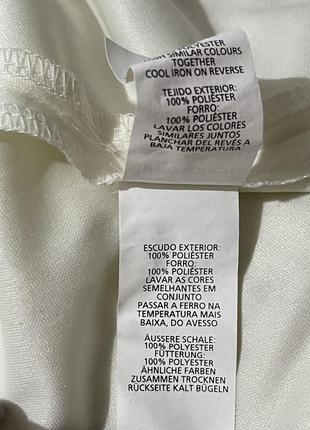 POLYESTER
SIMILAR COLOURS
TOGETHER
COOL IRON ON REVERSE
TEJIDO EXTERIOR:
100% POLIÉSTER
FORRO:
100% POLIÉSTER
LAVAR LOS COLORES
SIMILARES JUNTOS
PLANCHAR DEL REVÉS A
BAJA TEMPERATURA
ESCUDO EXTERIOR:
100% POLIÉSTER
FORRO:
100% POLIÉSTER
LAVAR AS CORES
SEMELHANTES EM
CONJUNTO
PASSAR A FERRO NA
TEMPERATURA MAIS
BAIXA, DO AVESSO
ÄUSSERE SCHALE:
100% POLYESTER
FÜTTERUNG:
100% POLYESTER
ÄHNLICHE FARBEN
ZUSAMMEN TROCKNEN
RÜCKSEITE KALT BÜGELN